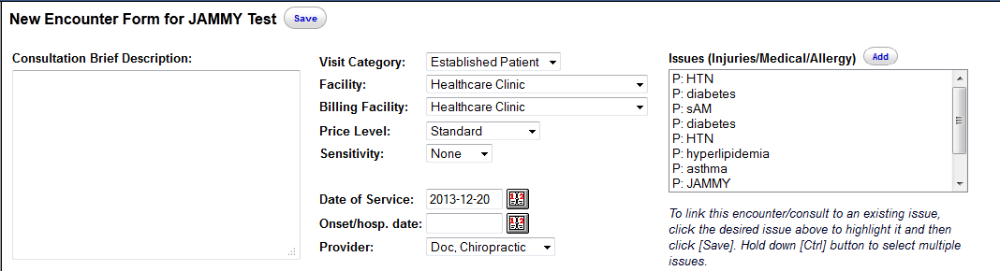 New Encounter Form for JAMMY Test Save
Consultation Brief Description:
Visit Category: Established Patient
Facility: Healthcare Clinic
Billing Facility: Healthcare Clinic
Price Level: Standard
Sensitivity: None
Date of Service: 2013-12-20
Onset/hosp. date:
Provider: Doc, Chiropractic
Issues (Injuries/Medical/Allergy) Add
P: HTN
P: diabetes
P: sAM
P: diabetes
P: HTN
P: hyperlipidemia
P: asthma
P: JAMMY
To link this encounter/consult to an existing issue,
click the desired issue above to highlight it and then
click [Save]. Hold down [Ctrl] button to select multiple
issues.